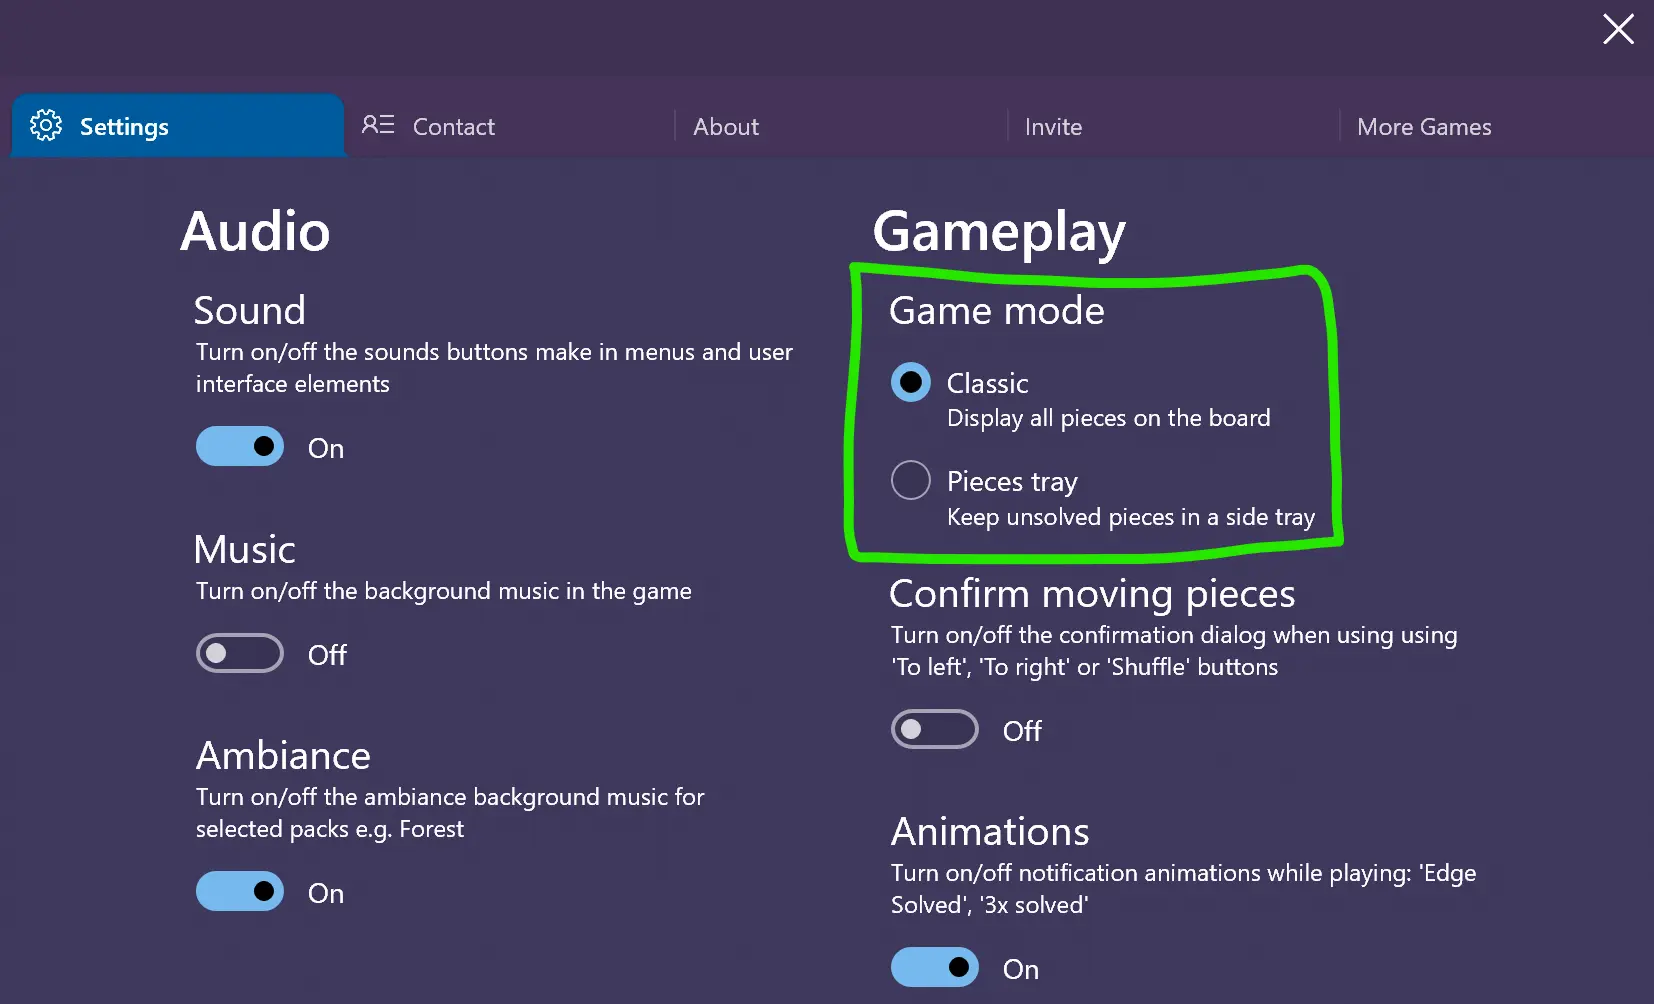 Settings
Contact
About
Invite
More Games
Audio
Sound
Turn on/off the sounds buttons make in menus and user
interface elements
On
Music
Turn on/off the background music in the game
Off
Ambiance
Turn on/off the ambiance background music for
selected packs e.g. Forest
On
Gameplay
Game mode
Classic
Display all pieces on the board
Pieces tray
Keep unsolved pieces in a side tray
Confirm moving pieces
Turn on/off the confirmation dialog when using using
'To left', 'To right' or 'Shuffle' buttons
Off
Animations
Turn on/off notification animations while playing: 'Edge
Solved', '3x solved'
On